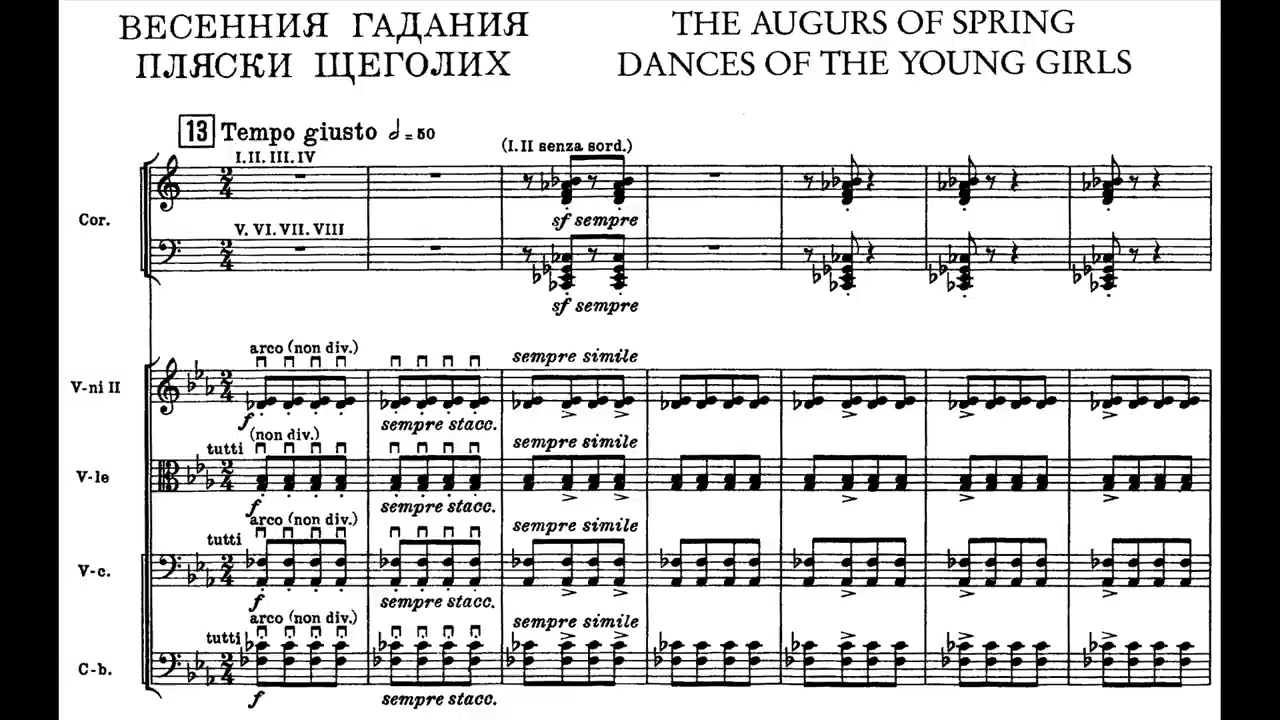 ВЕСЕННИЯ ГАДАНИЯ
ПЛЯСКИ ЩЕГОЛИХ
THE AUGURS OF SPRING
DANCES OF THE YOUNG GIRLS
13 Tempo giusto 𝅗𝅥 = 50
I. II. III. IV
(I. II senza sord.)
Cor.
sf sempre
V. VI. VII. VIII
sf sempre
arco (non div.)
sempre simile
V-ni II
f
sempre stacc.
tutti (non div.)
sempre simile
V-le
f
sempre stacc.
tutti arco (non div.)
sempre simile
V-c.
f
sempre stacc.
tutti arco (non div.)
sempre simile
C-b.
f
sempre stacc.